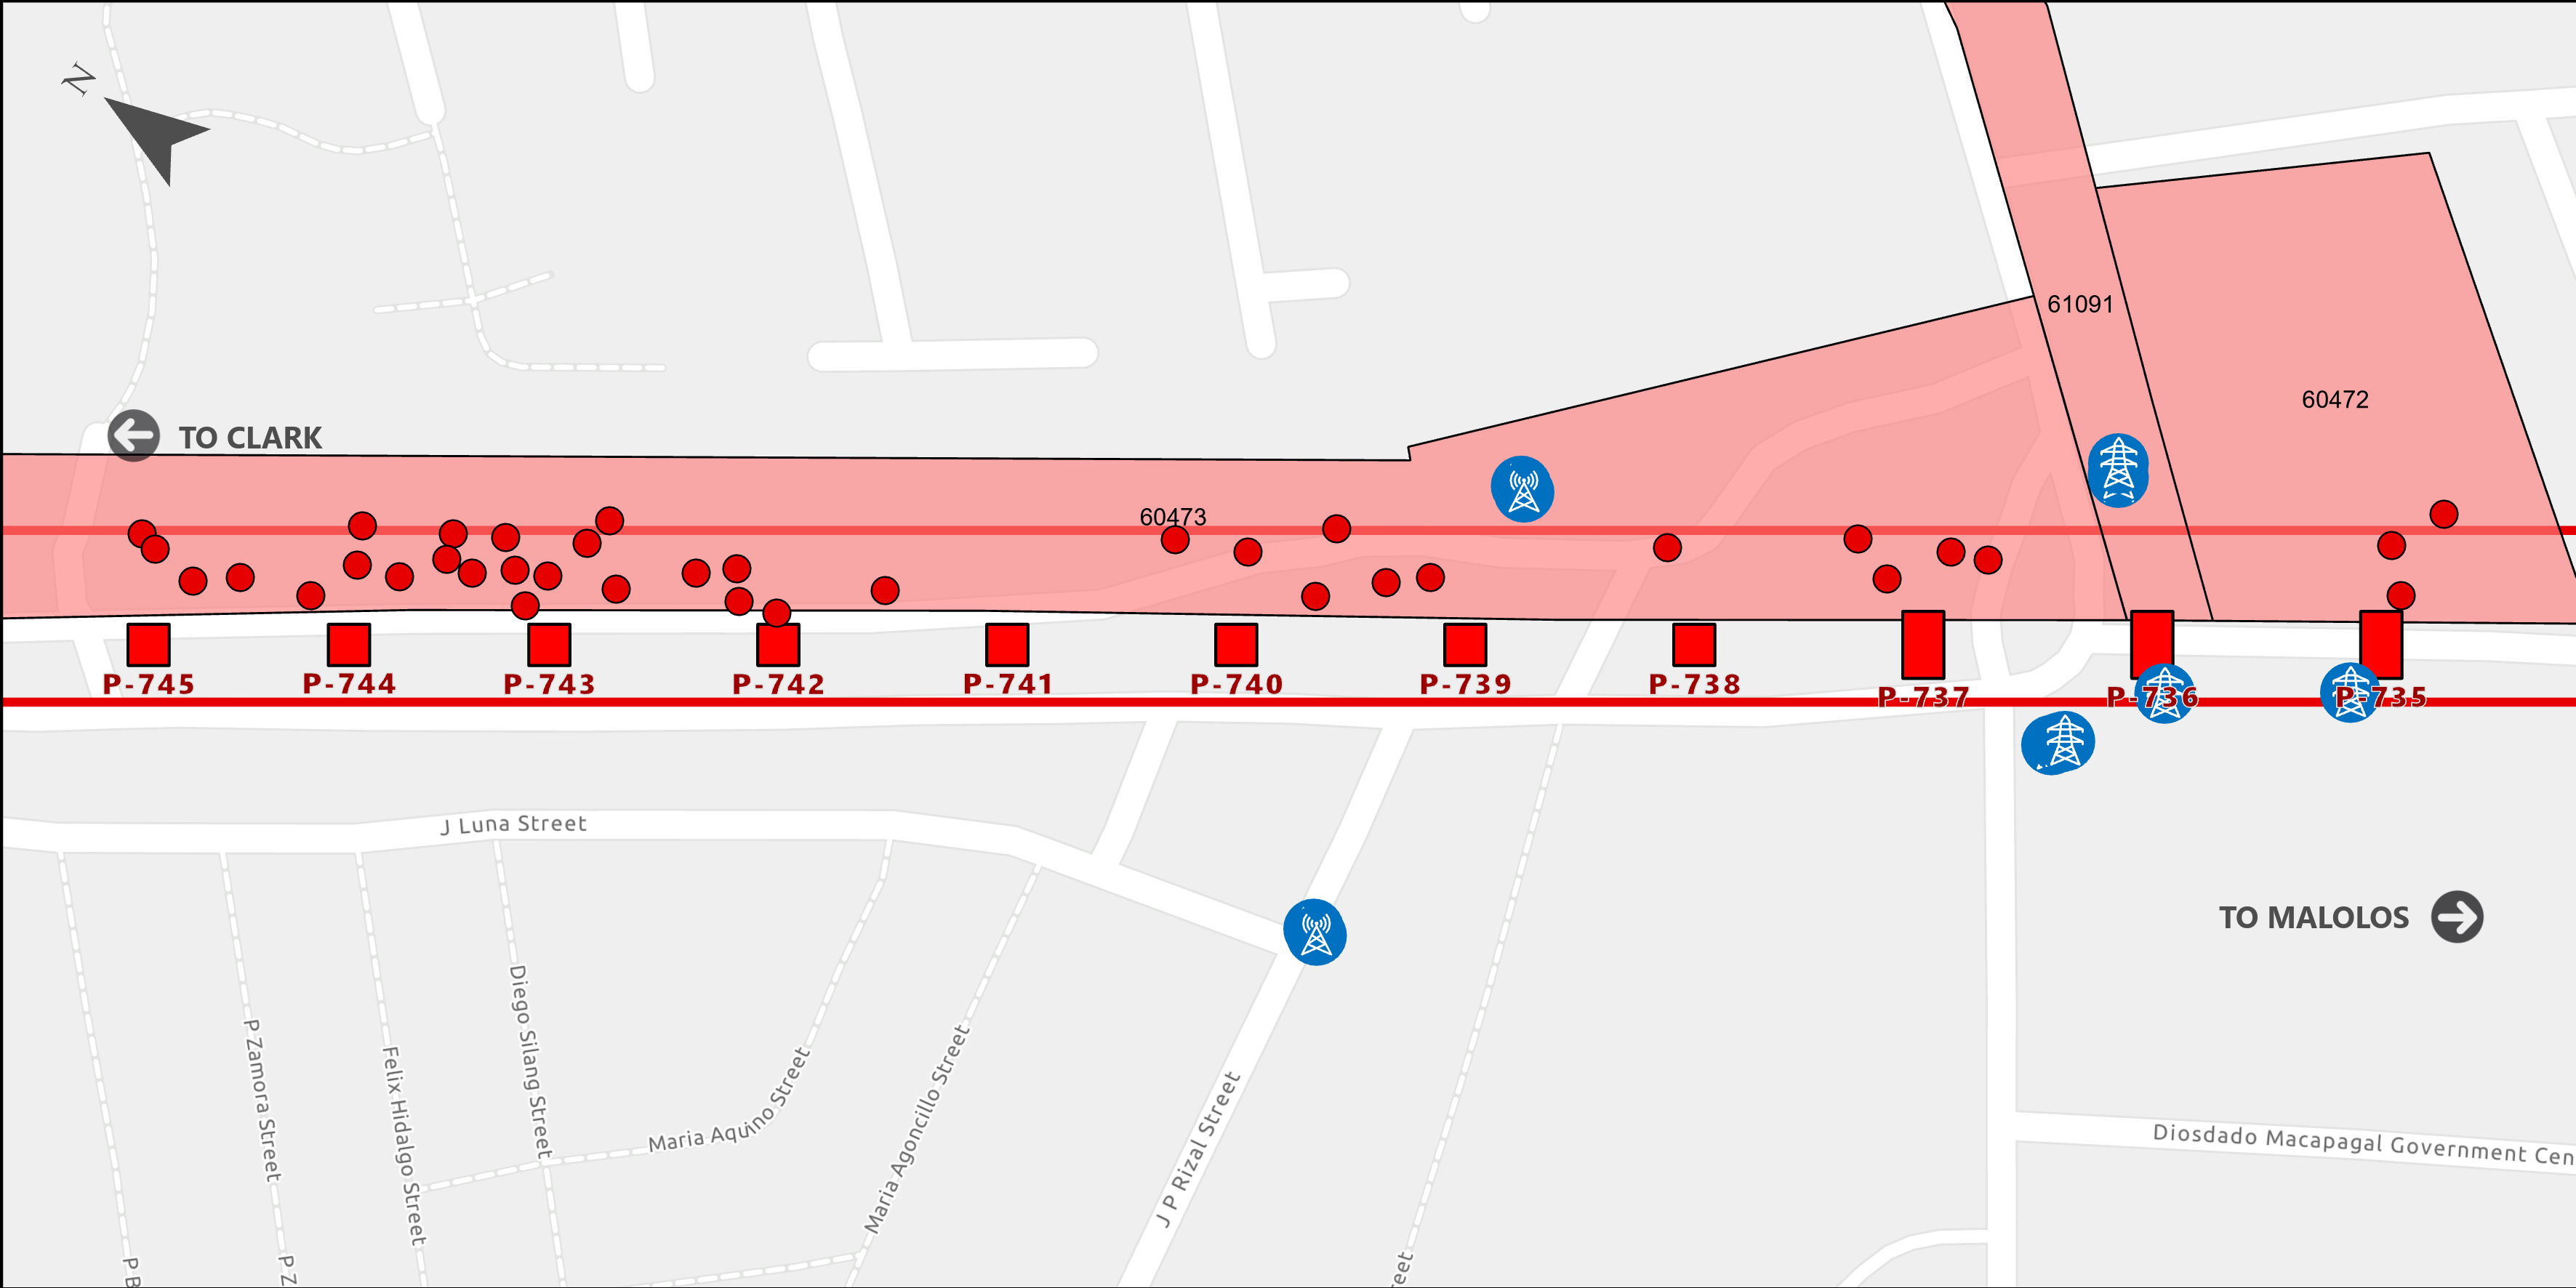 N
61091
60472
TO CLARK
60473
P-745
P-744
P-743
P-742
P-741
P-740
P-739
P-738
P-737
P-736
P-735
J Luna Street
TO MALOLOS
Diego Silang Street
P Zamora Street
Felix Hidalgo Street
Maria Aquino Street
Maria Agoncillo Street
J P Rizal Street
Diosdado Macapagal Government Cen
P B
P Z
reet